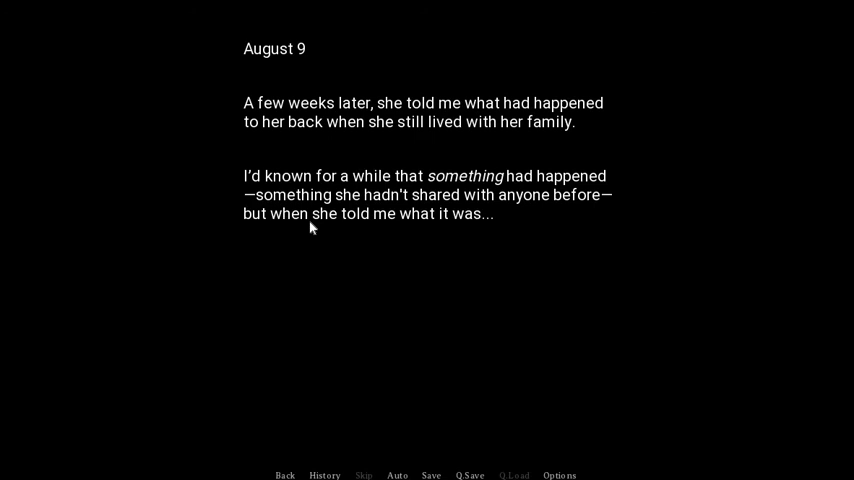 August 9
A few weeks later, she told me what had happened
to her back when she still lived with her family.
I’d known for a while that something had happened
—something she hadn't shared with anyone before—
but when she told me what it was...
Back History Skip Auto Save Q.Save Q.Load Options